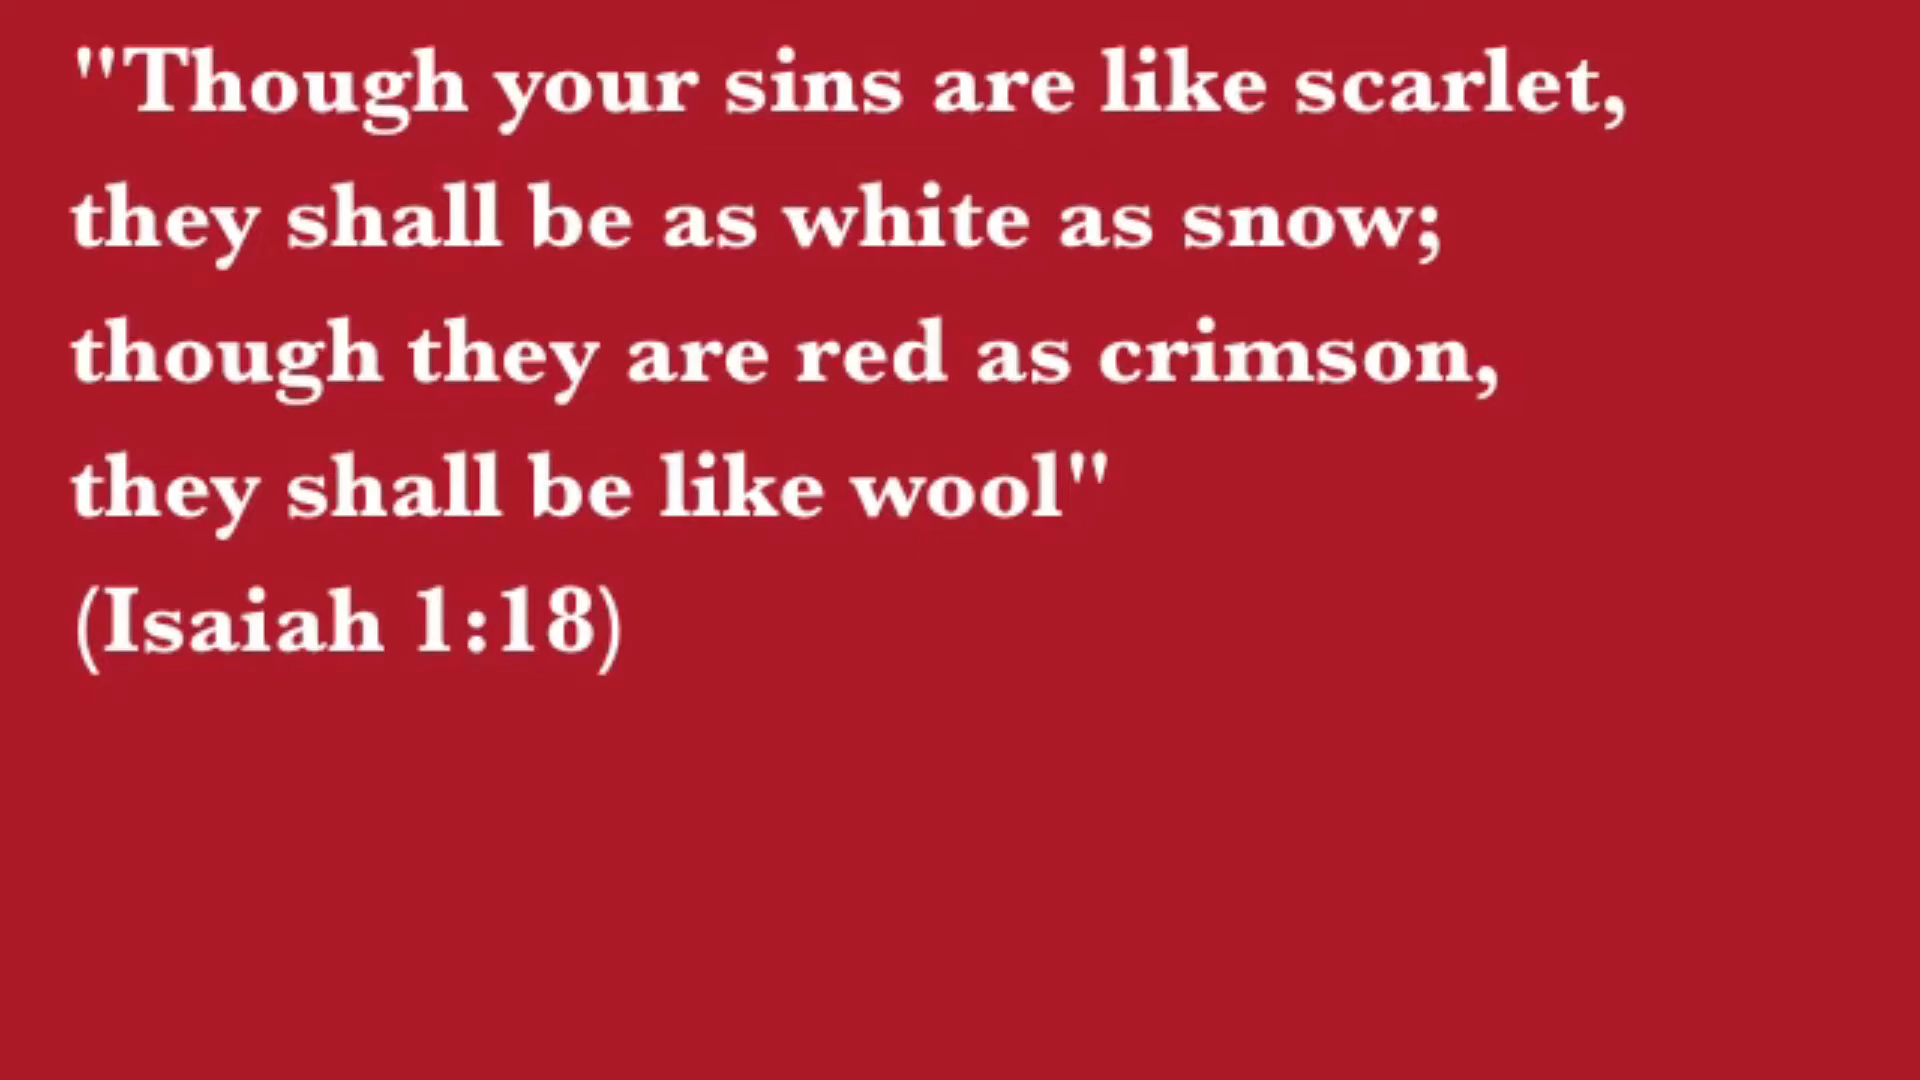 "Though your sins are like scarlet,
they shall be as white as snow;
though they are red as crimson,
they shall be like wool"
(Isaiah 1:18)